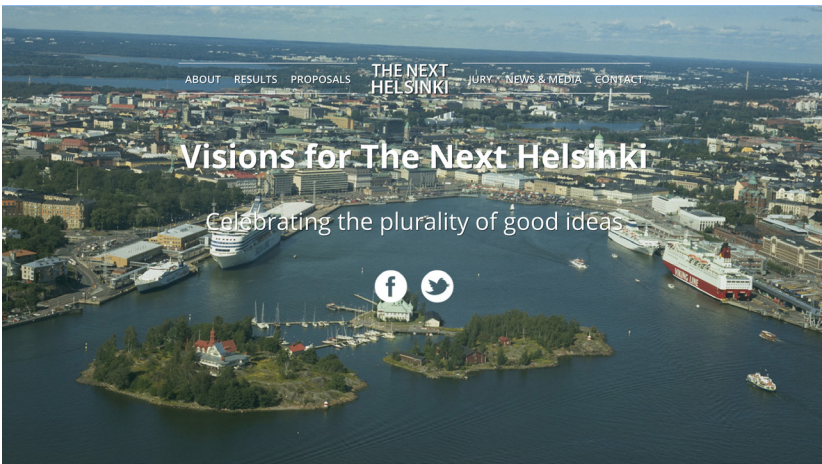 ABOUT RESULTS PROPOSALS THE NEXT HELSINKI JURY NEWS & MEDIA CONTACT
Visions for The Next Helsinki
Celebrating the plurality of good ideas
VIKING LINE